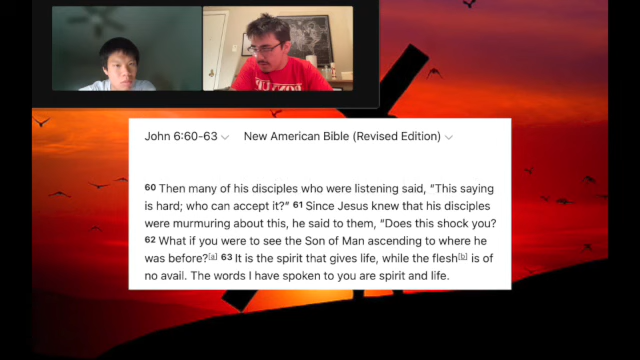 John 6:60-63 New American Bible (Revised Edition)
60 Then many of his disciples who were listening said, “This saying
is hard; who can accept it?” 61 Since Jesus knew that his disciples
were murmuring about this, he said to them, “Does this shock you?
62 What if you were to see the Son of Man ascending to where he
was before?[a] 63 It is the spirit that gives life, while the flesh[b] is of
no avail. The words I have spoken to you are spirit and life.